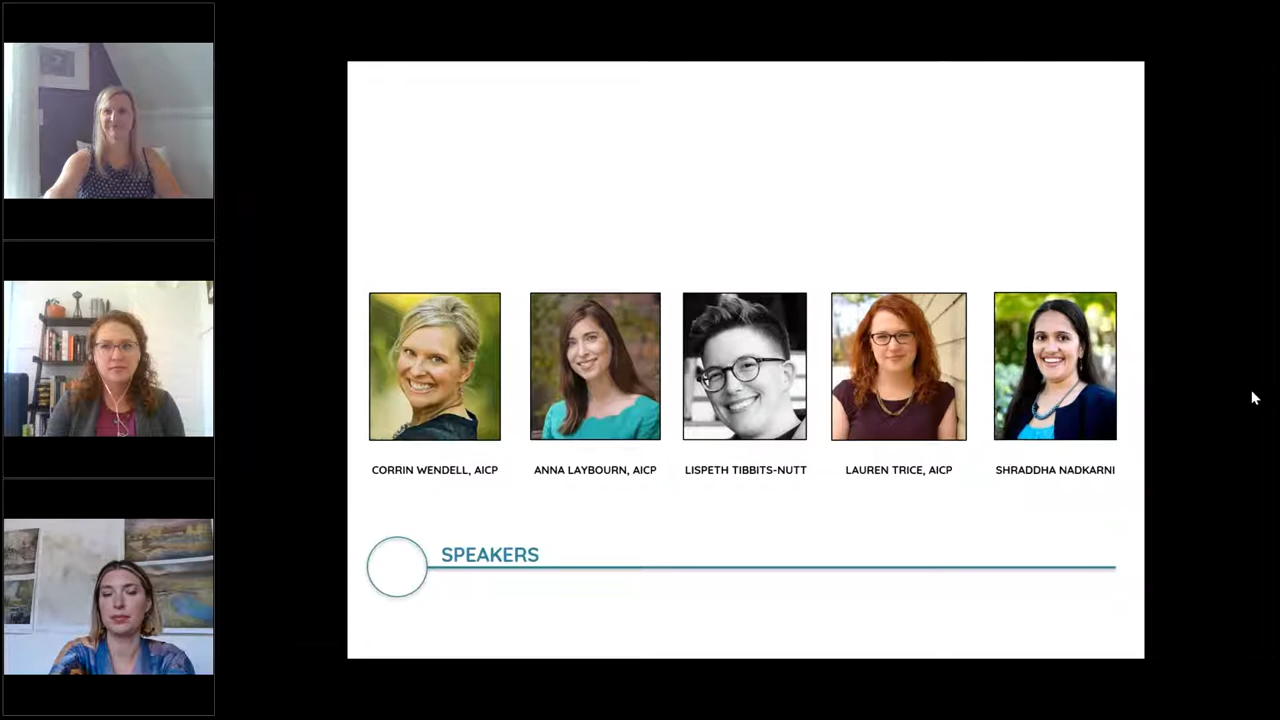 CORRIN WENDELL, AICP
ANNA LAYBOURN, AICP
LISPETH TIBBITS-NUTT
LAUREN TRICE, AICP
SHRADDHA NADKARNI
SPEAKERS